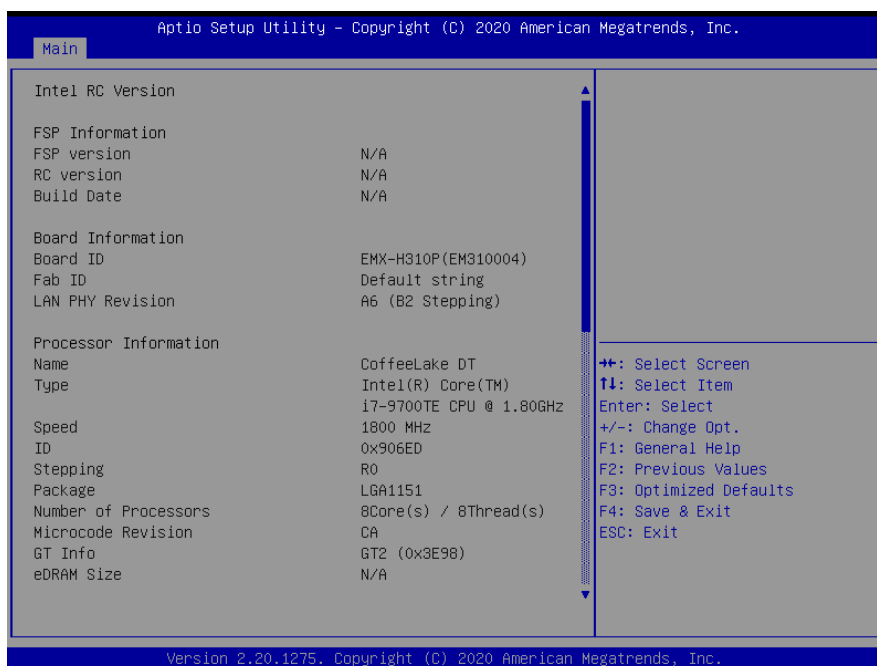 Aptio Setup Utility – Copyright (C) 2020 American Megatrends, Inc.
Main
Intel RC Version
FSP Information
FSP version N/A
RC version N/A
Build Date N/A
Board Information
Board ID EMX-H310P(EM310004)
Fab ID Default string
LAN PHY Revision A6 (B2 Stepping)
Processor Information
Name CoffeeLake DT
Type Intel(R) Core(TM)
i7-9700TE CPU @ 1.80GHz
Speed 1800 MHz
ID 0x906ED
Stepping R0
Package LGA1151
Number of Processors 8Core(s) / 8Thread(s)
Microcode Revision CA
GT Info GT2 (0x3E98)
eDRAM Size N/A
→←: Select Screen
↑↓: Select Item
Enter: Select
+/-: Change Opt.
F1: General Help
F2: Previous Values
F3: Optimized Defaults
F4: Save & Exit
ESC: Exit
Version 2.20.1275. Copyright (C) 2020 American Megatrends, Inc.